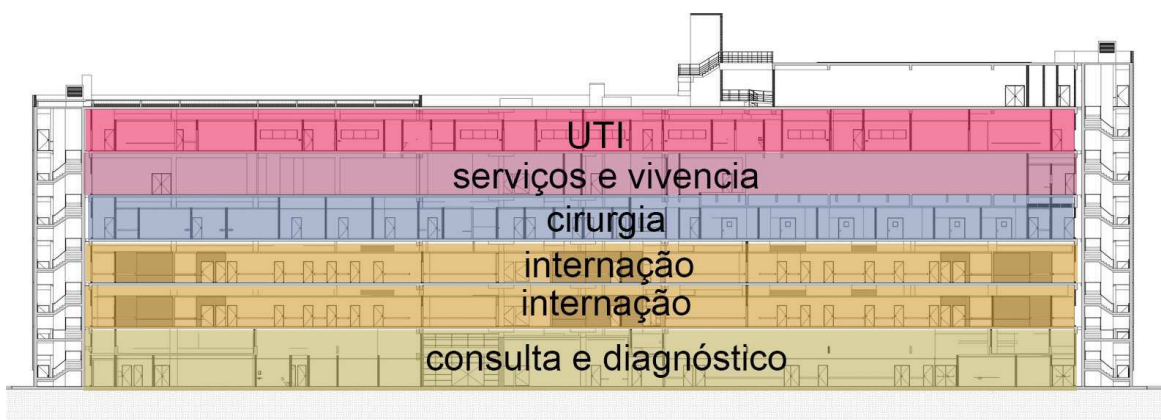 UTI
serviços e vivencia
cirurgia
internação
internação
consulta e diagnóstico